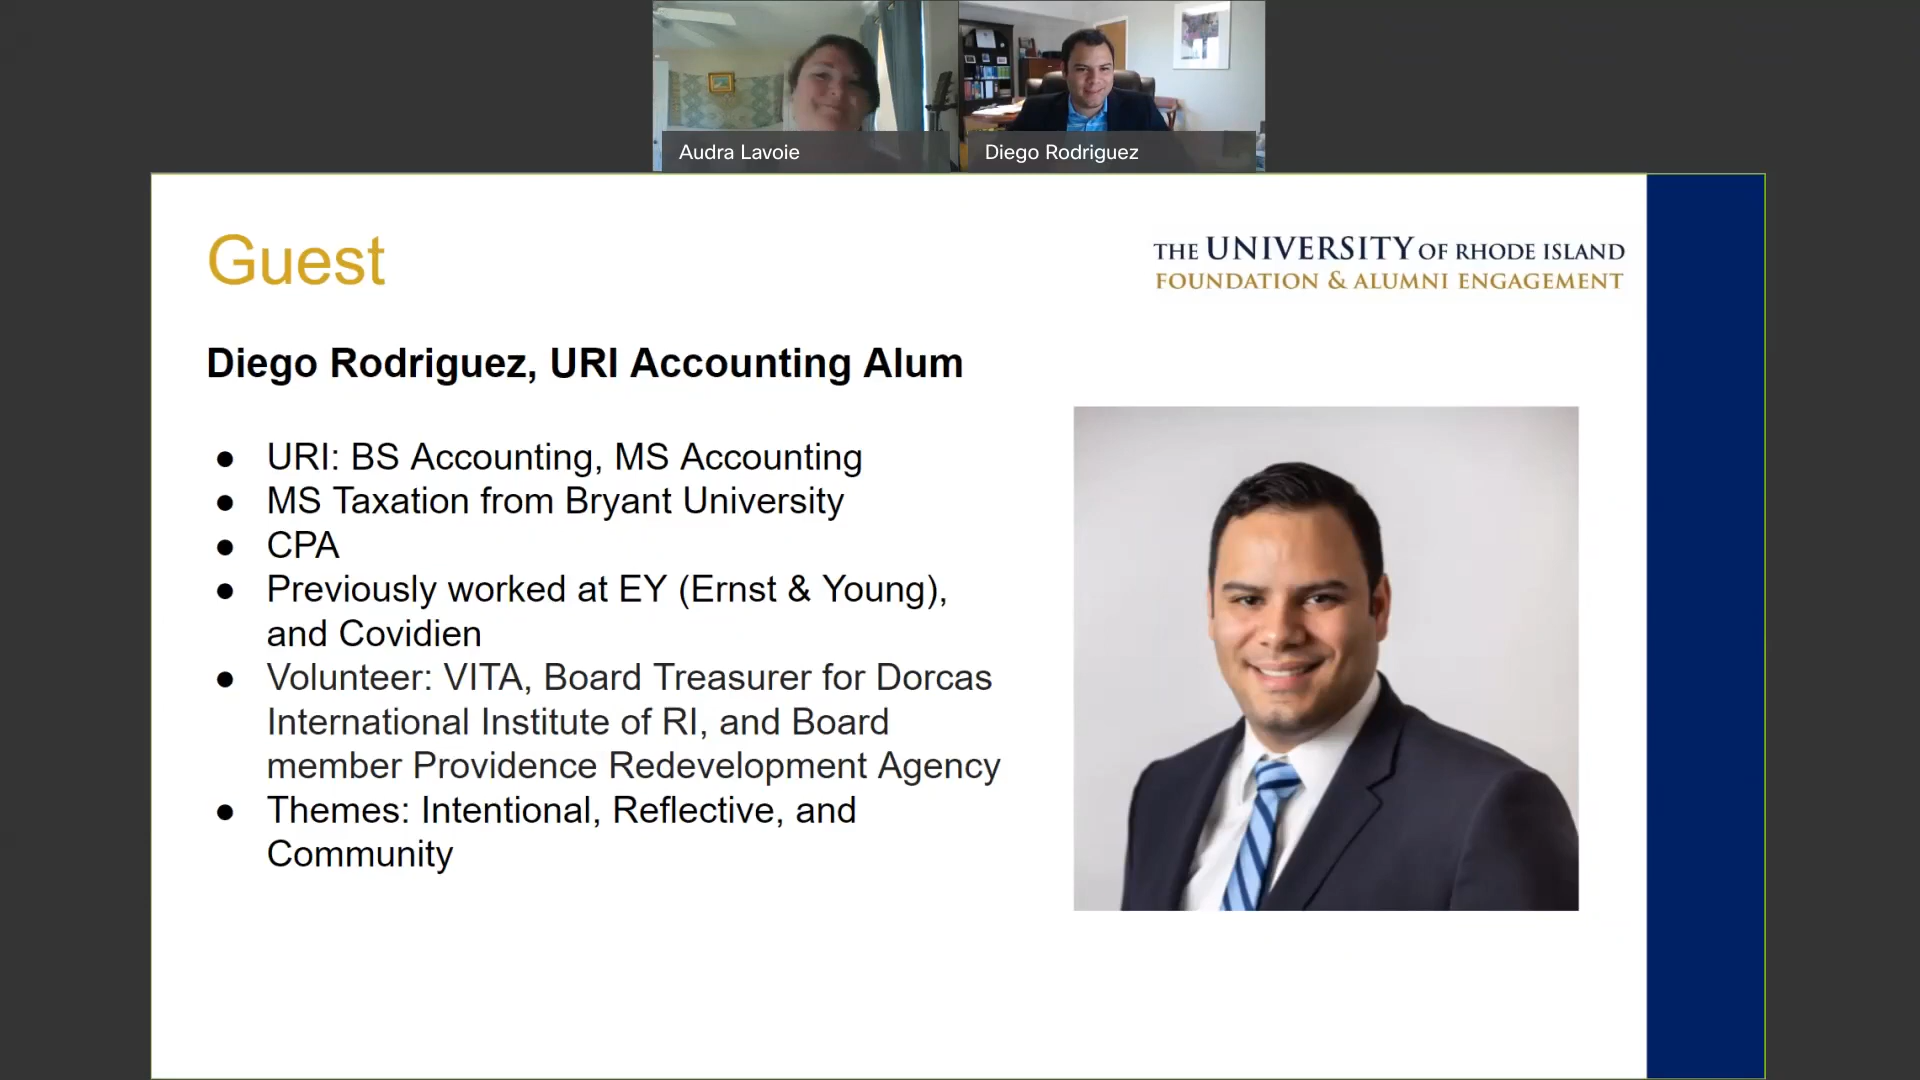 Audra Lavoie
Diego Rodriguez
Guest
THE UNIVERSITY OF RHODE ISLAND
FOUNDATION & ALUMNI ENGAGEMENT
Diego Rodriguez, URI Accounting Alum
● URI: BS Accounting, MS Accounting
● MS Taxation from Bryant University
● CPA
● Previously worked at EY (Ernst & Young),
and Covidien
● Volunteer: VITA, Board Treasurer for Dorcas
International Institute of RI, and Board
member Providence Redevelopment Agency
● Themes: Intentional, Reflective, and
Community